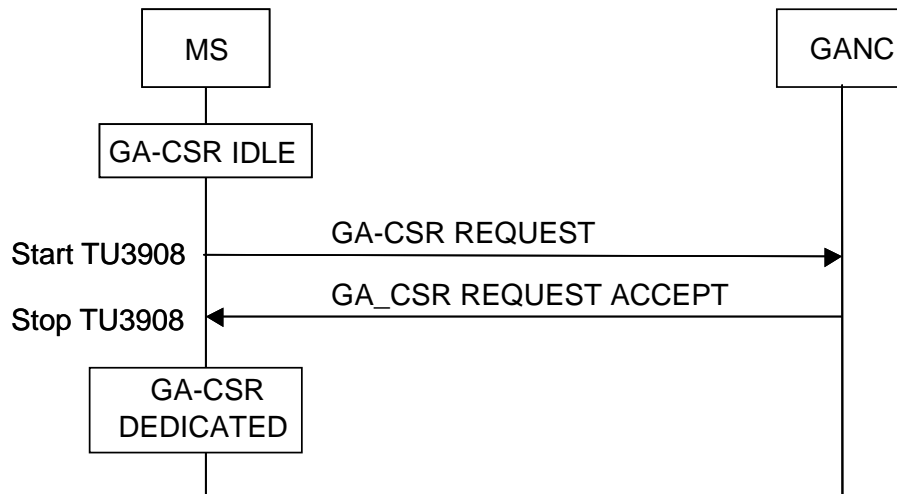 MS
GANC
GA-CSR IDLE
GA-CSR REQUEST
Start TU3908
GA_CSR REQUEST ACCEPT
Stop TU3908
GA-CSR
DEDICATED